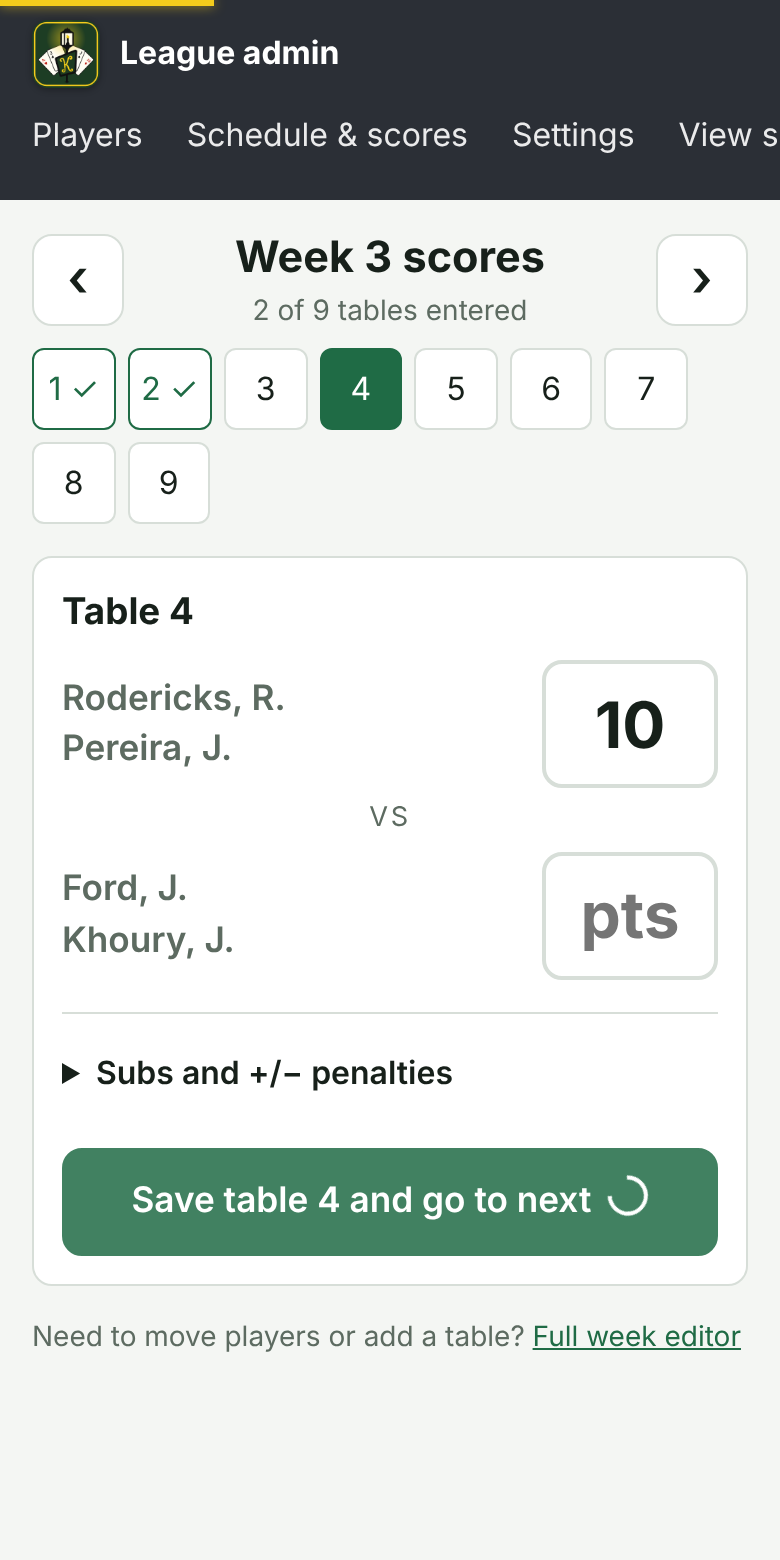 League admin
Players Schedule & scores Settings View s
‹ Week 3 scores ›
2 of 9 tables entered
1 ✓ 2 ✓ 3 4 5 6 7
8 9
Table 4
Rodericks, R.
Pereira, J.
10
VS
Ford, J.
Khoury, J.
pts
▶ Subs and +/− penalties
Save table 4 and go to next
Need to move players or add a table? Full week editor